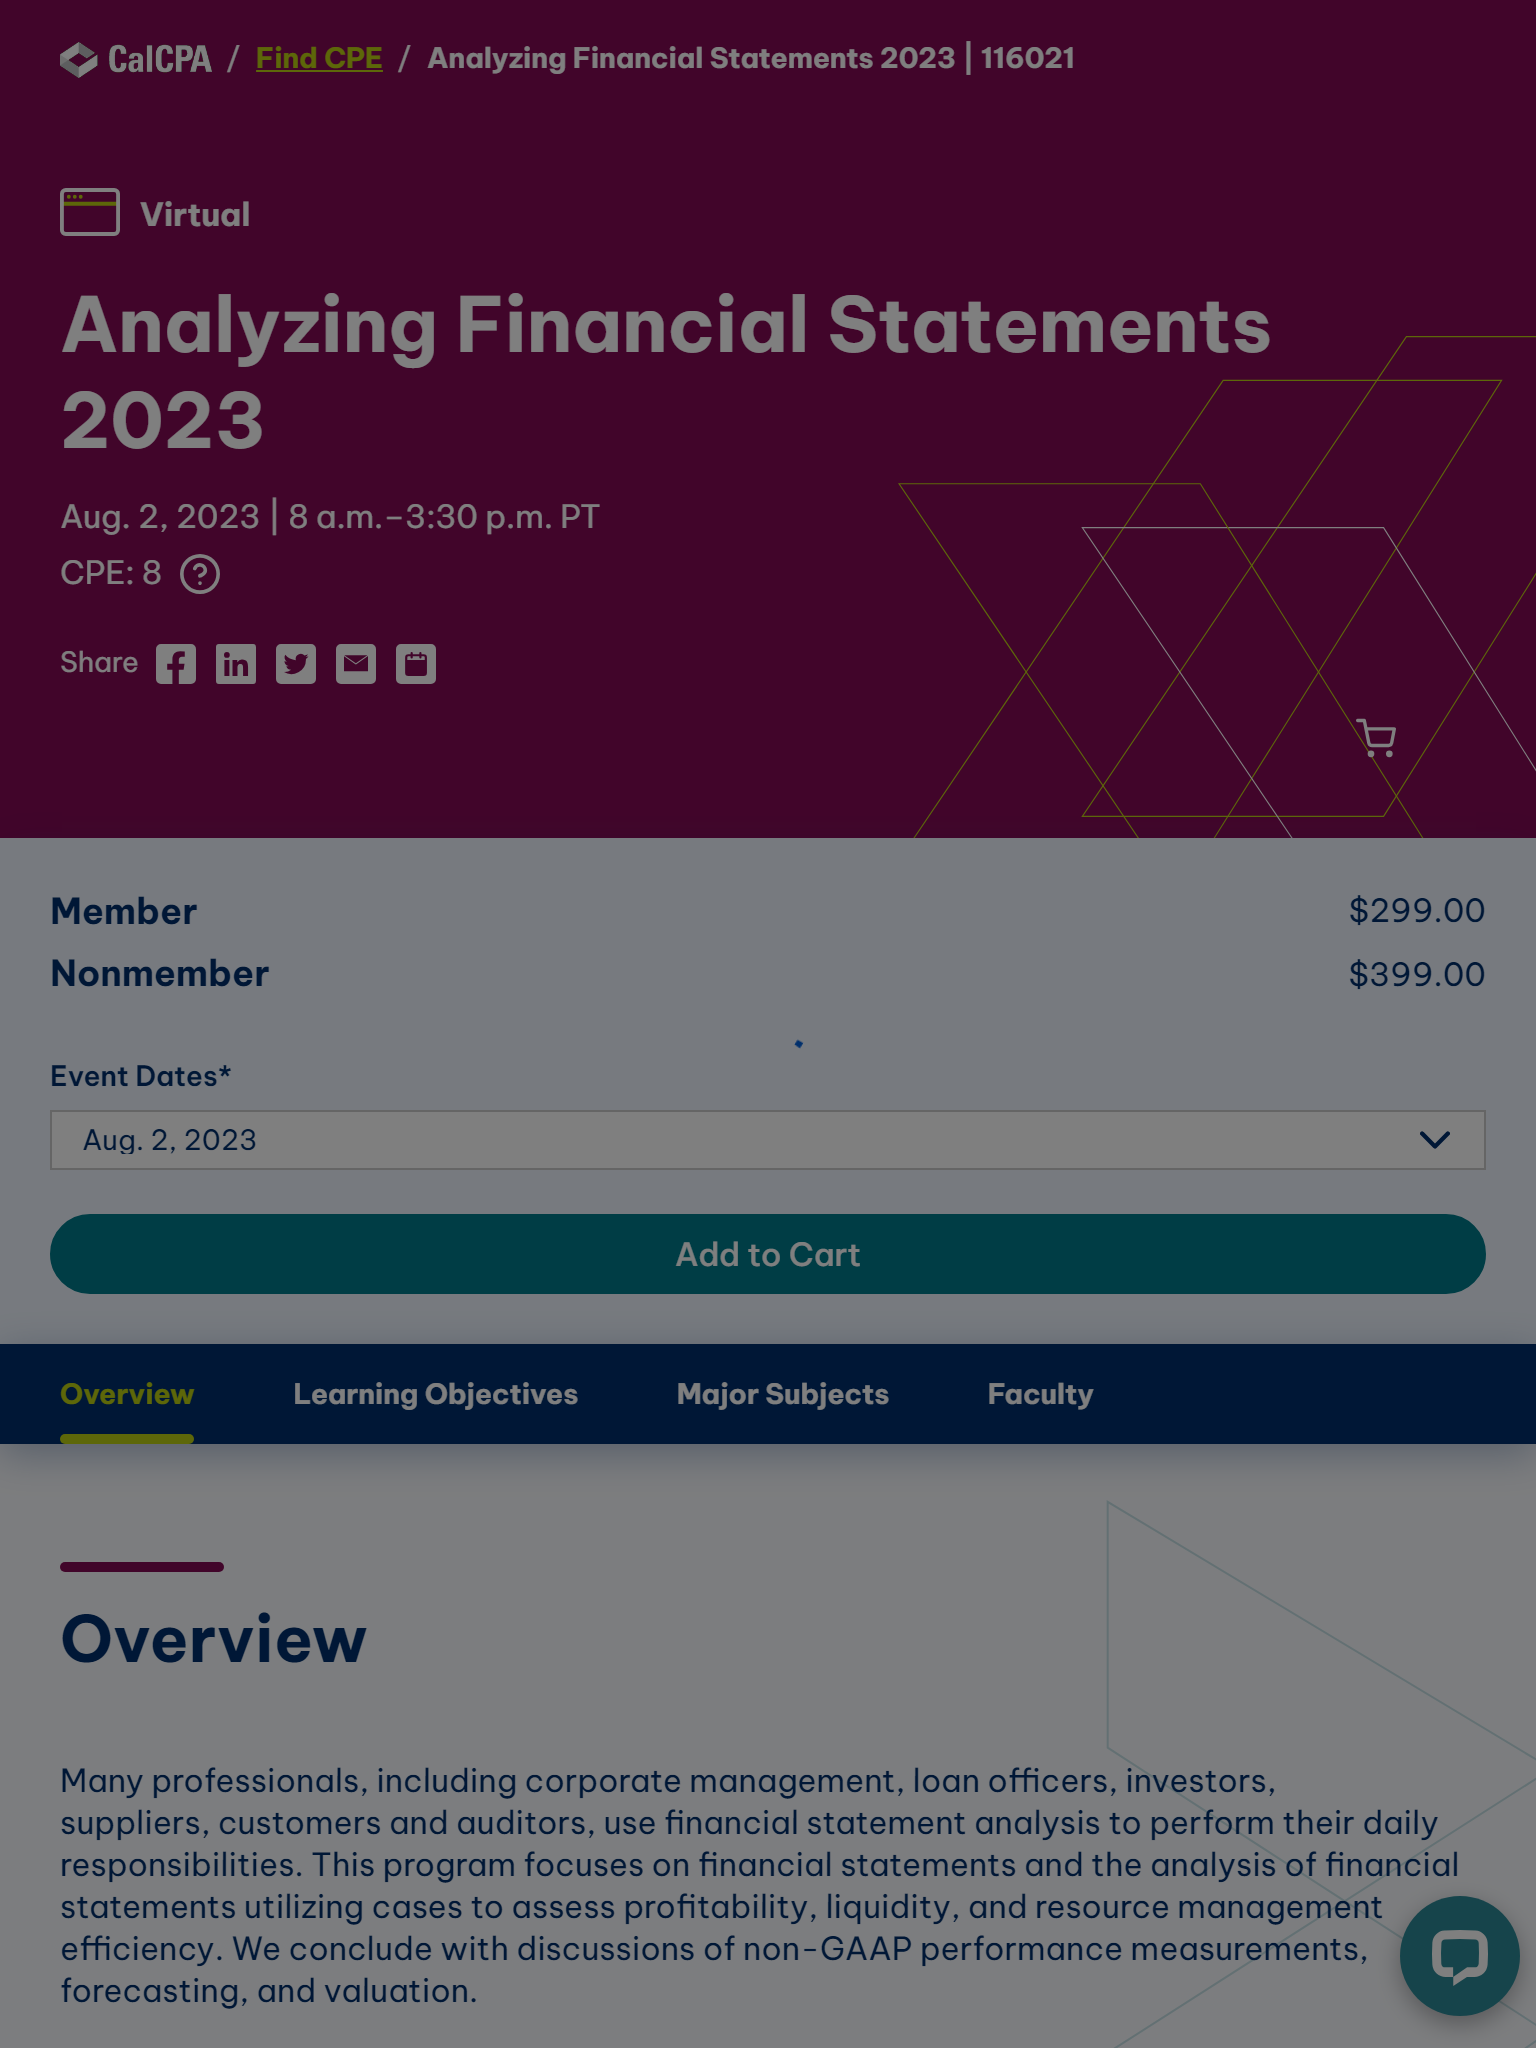 CalCPA / Find CPE / Analyzing Financial Statements 2023 | 116021
Virtual
Analyzing Financial Statements
2023
Aug. 2, 2023 | 8 a.m.–3:30 p.m. PT
CPE: 8 ?
Share
Member $299.00
Nonmember $399.00
Event Dates*
Aug. 2, 2023
Add to Cart
Overview Learning Objectives Major Subjects Faculty
Overview
Many professionals, including corporate management, loan officers, investors,
suppliers, customers and auditors, use financial statement analysis to perform their daily
responsibilities. This program focuses on financial statements and the analysis of financial
statements utilizing cases to assess profitability, liquidity, and resource management
efficiency. We conclude with discussions of non-GAAP performance measurements,
forecasting, and valuation.